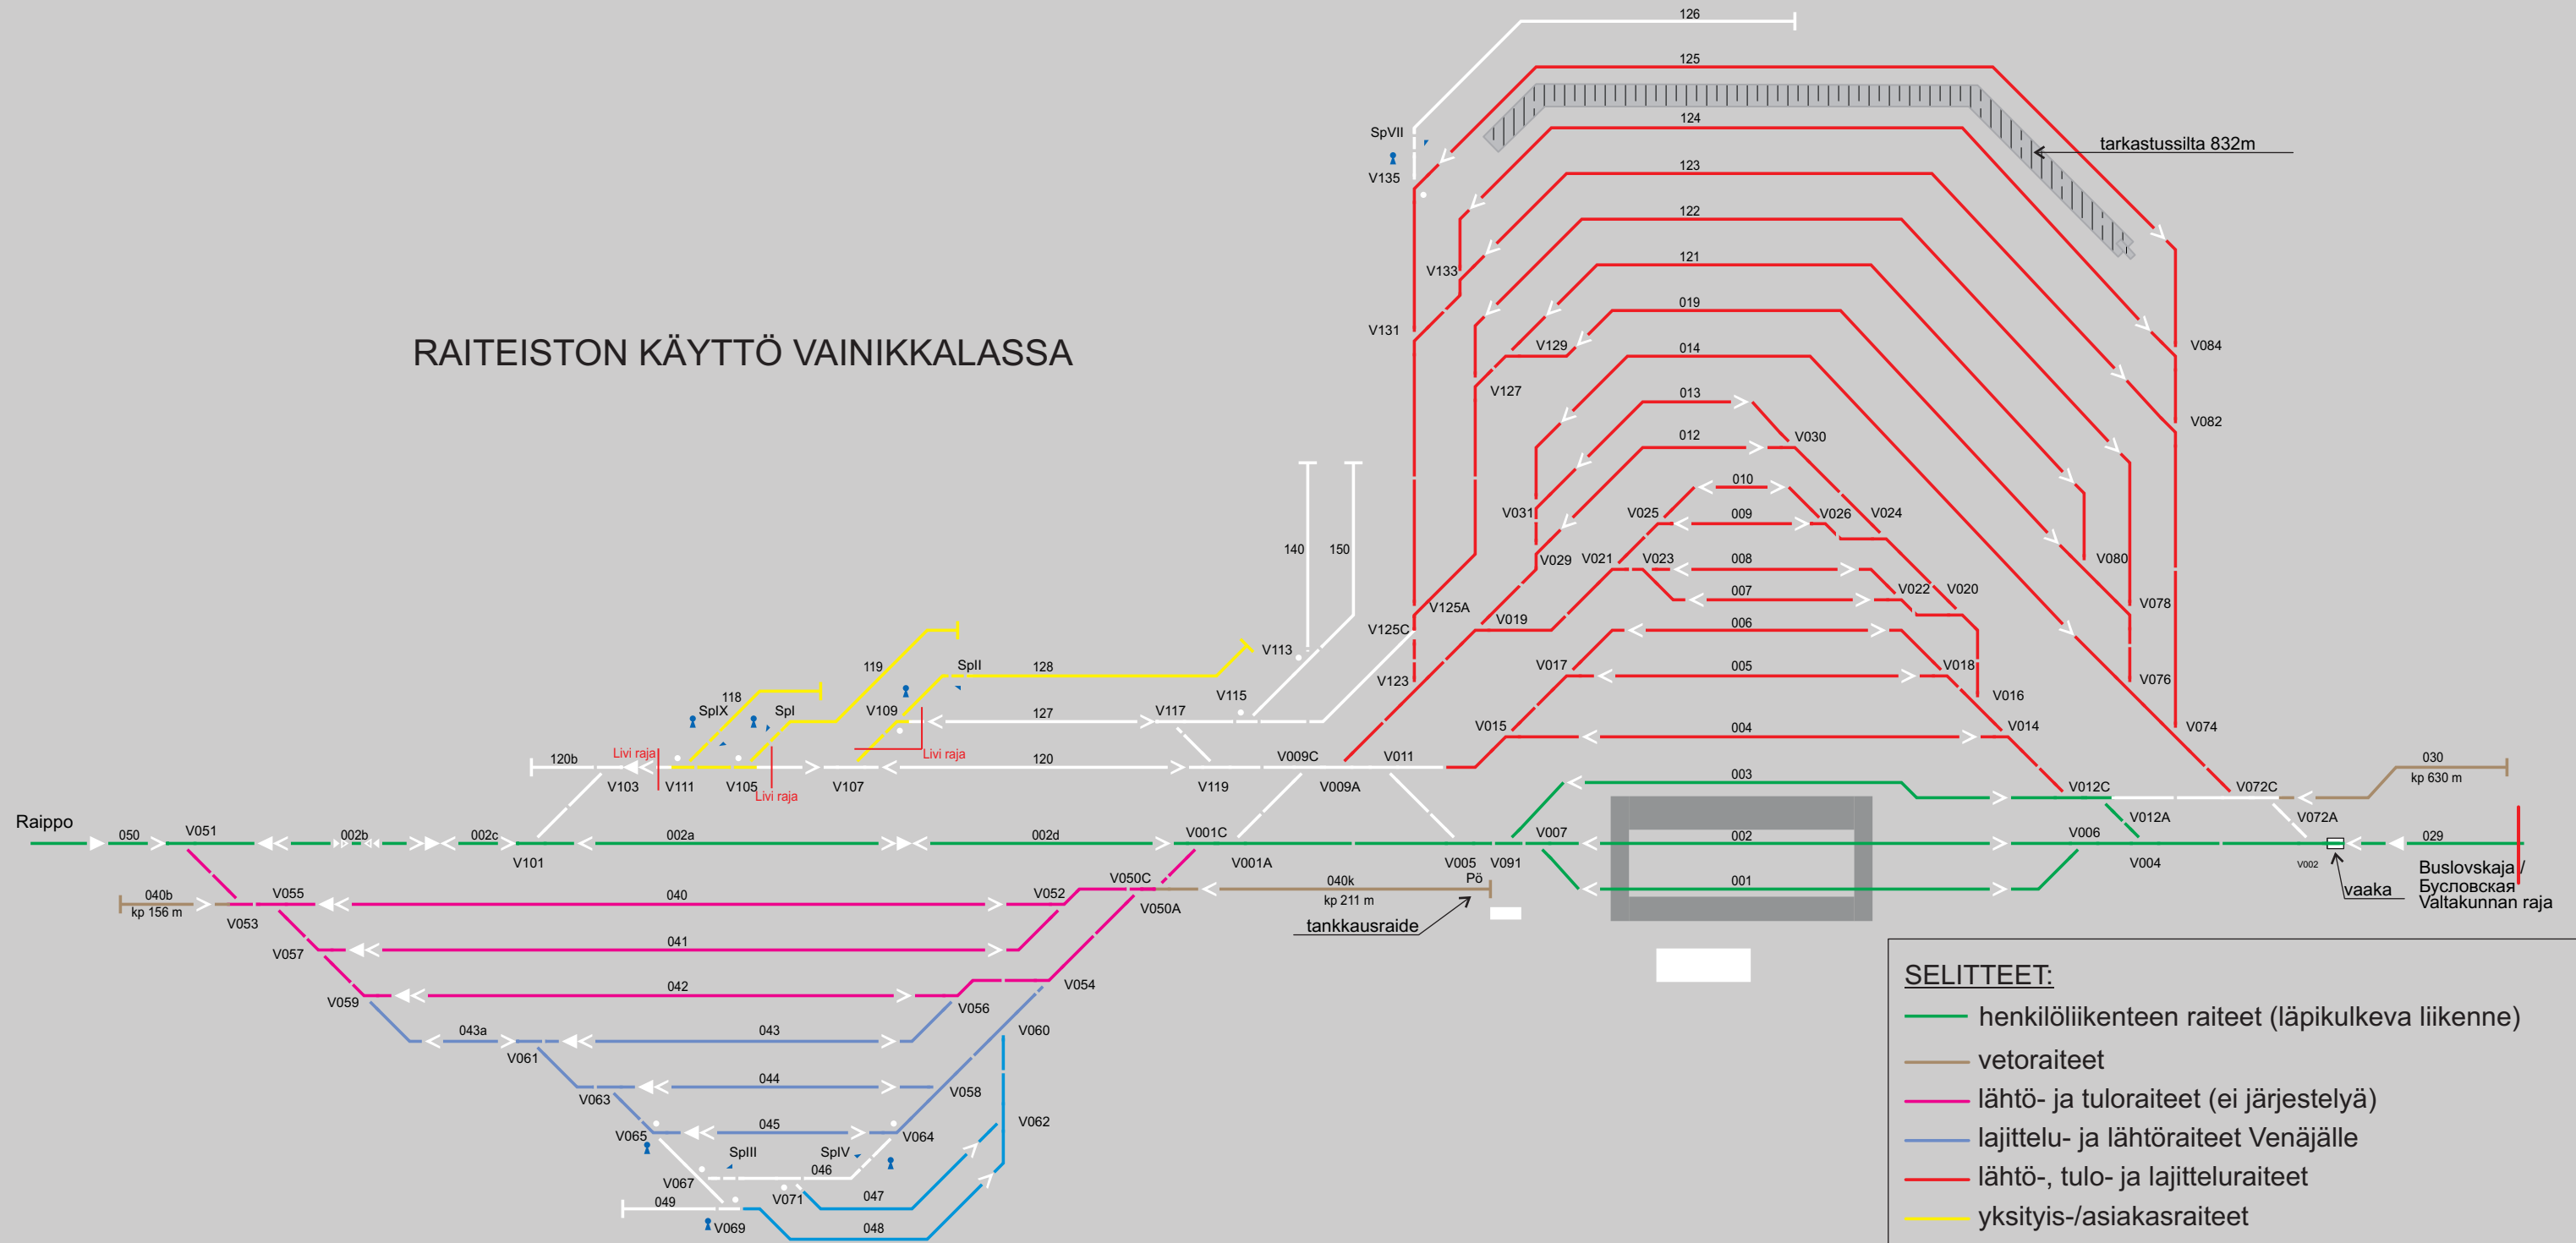 126
125
SpVII
124
tarkastussilta 832m
V135
123
122
121
V133
019
V131
RAITEISTON KÄYTTÖ VAINIKKALASSA
V129
014
V084
V127
013
V082
012
V030
010
V031
V025
009
V026
V024
140
150
V029
V021
V023
008
V080
007
V022
V020
V125A
V078
V125C
V019
006
V113
119
SpII
128
V017
005
V018
V123
V076
118
V115
V016
SpIX
SpI
V109
127
V117
V015
004
V014
V074
Livi raja
Livi raja
120b
120
V009C
V011
030
003
kp 630 m
V103
V111
V105
V107
V119
V009A
V012C
V072C
Livi raja
Raippo
050
V051
002b
002c
002a
002d
V001C
V007
002
V006
V012A
V072A
029
V101
V001A
V005
V091
V004
V002
Buslovskaja /
Бусловская
Valtakunnan raja
vaaka
Pö
040b
V055
040
V052
V050C
040k
001
kp 156 m
kp 211 m
V053
V050A
tankkausraide
041
V057
SELITTEET:
042
V059
V056
V054
henkilöliikenteen raiteet (läpikulkeva liikenne)
043a
043
V060
V061
vetoraiteet
044
V063
V058
lähtö- ja tuloraiteet (ei järjestelyä)
045
V062
V065
V064
lajittelu- ja lähtöraiteet Venäjälle
SpIII
SpIV
046
V067
V071
047
lähtö-, tulo- ja lajitteluraiteet
049
V069
048
yksityis-/asiakasraiteet